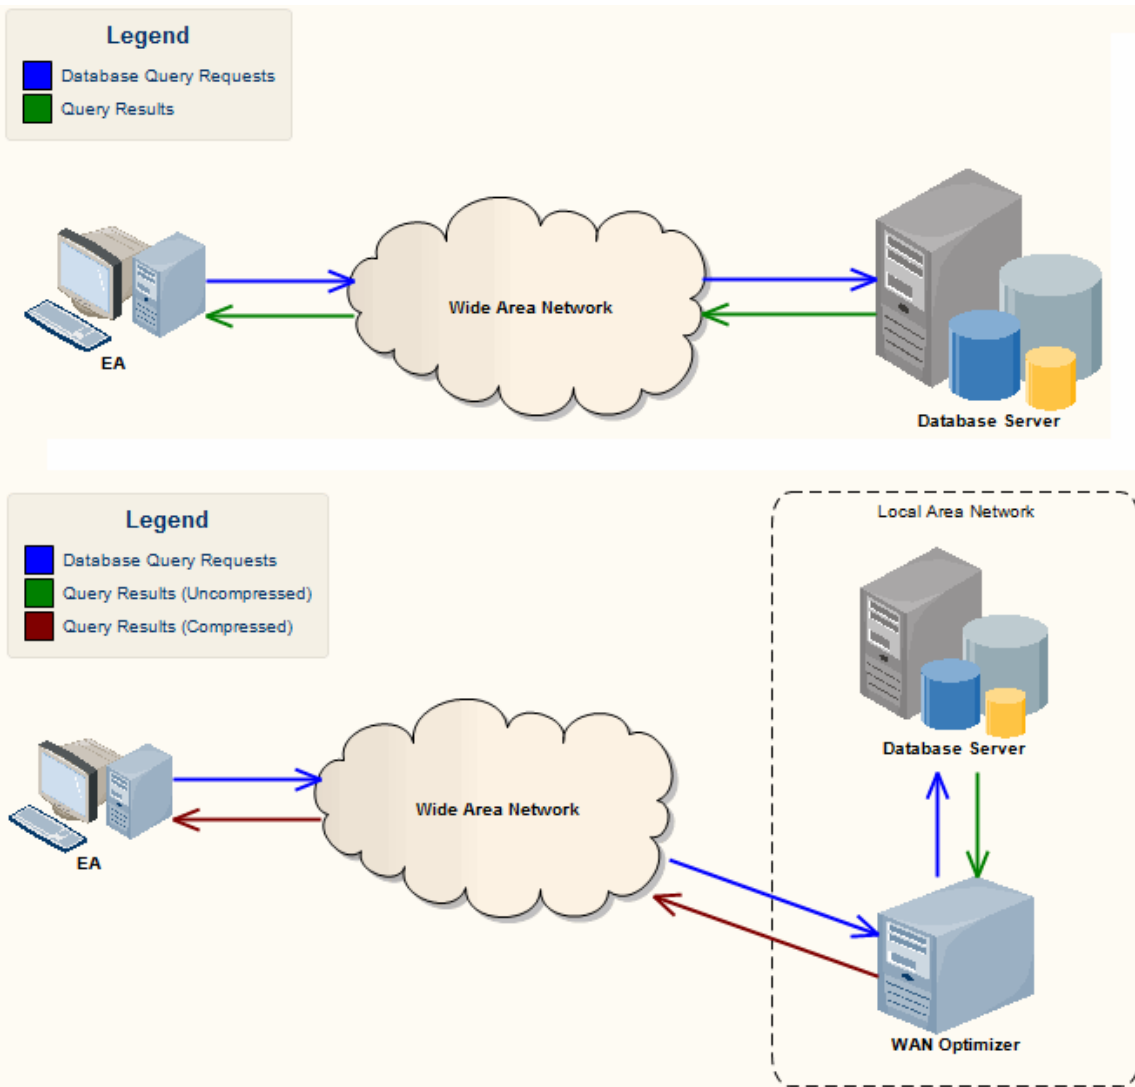 Legend
Database Query Requests
Query Results
Wide Area Network
EA
Database Server
Legend
Database Query Requests
Query Results (Uncompressed)
Query Results (Compressed)
Local Area Network
Database Server
Wide Area Network
EA
WAN Optimizer